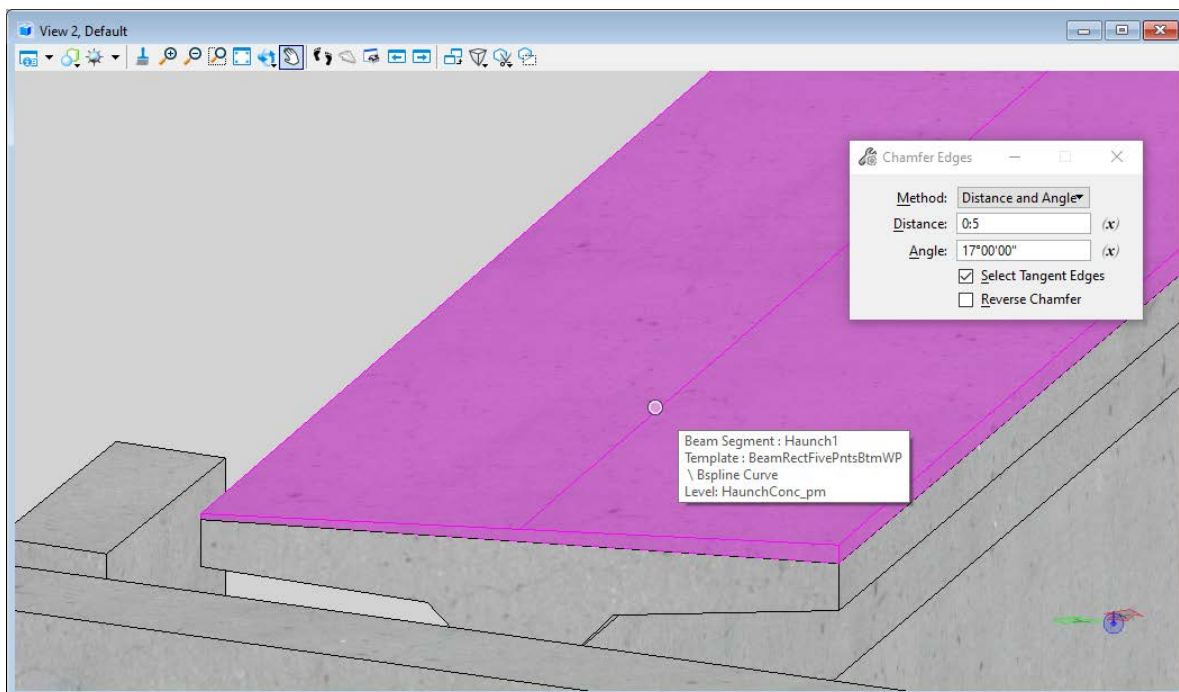 View 2, Default
Chamfer Edges
Method: Distance and Angle
Distance: 0:5 (x)
Angle: 17°00'00" (x)
Select Tangent Edges
Reverse Chamfer
Beam Segment : Haunch1
Template : BeamRectFivePntsBtmWP
\ Bspline Curve
Level: HaunchConc_pm